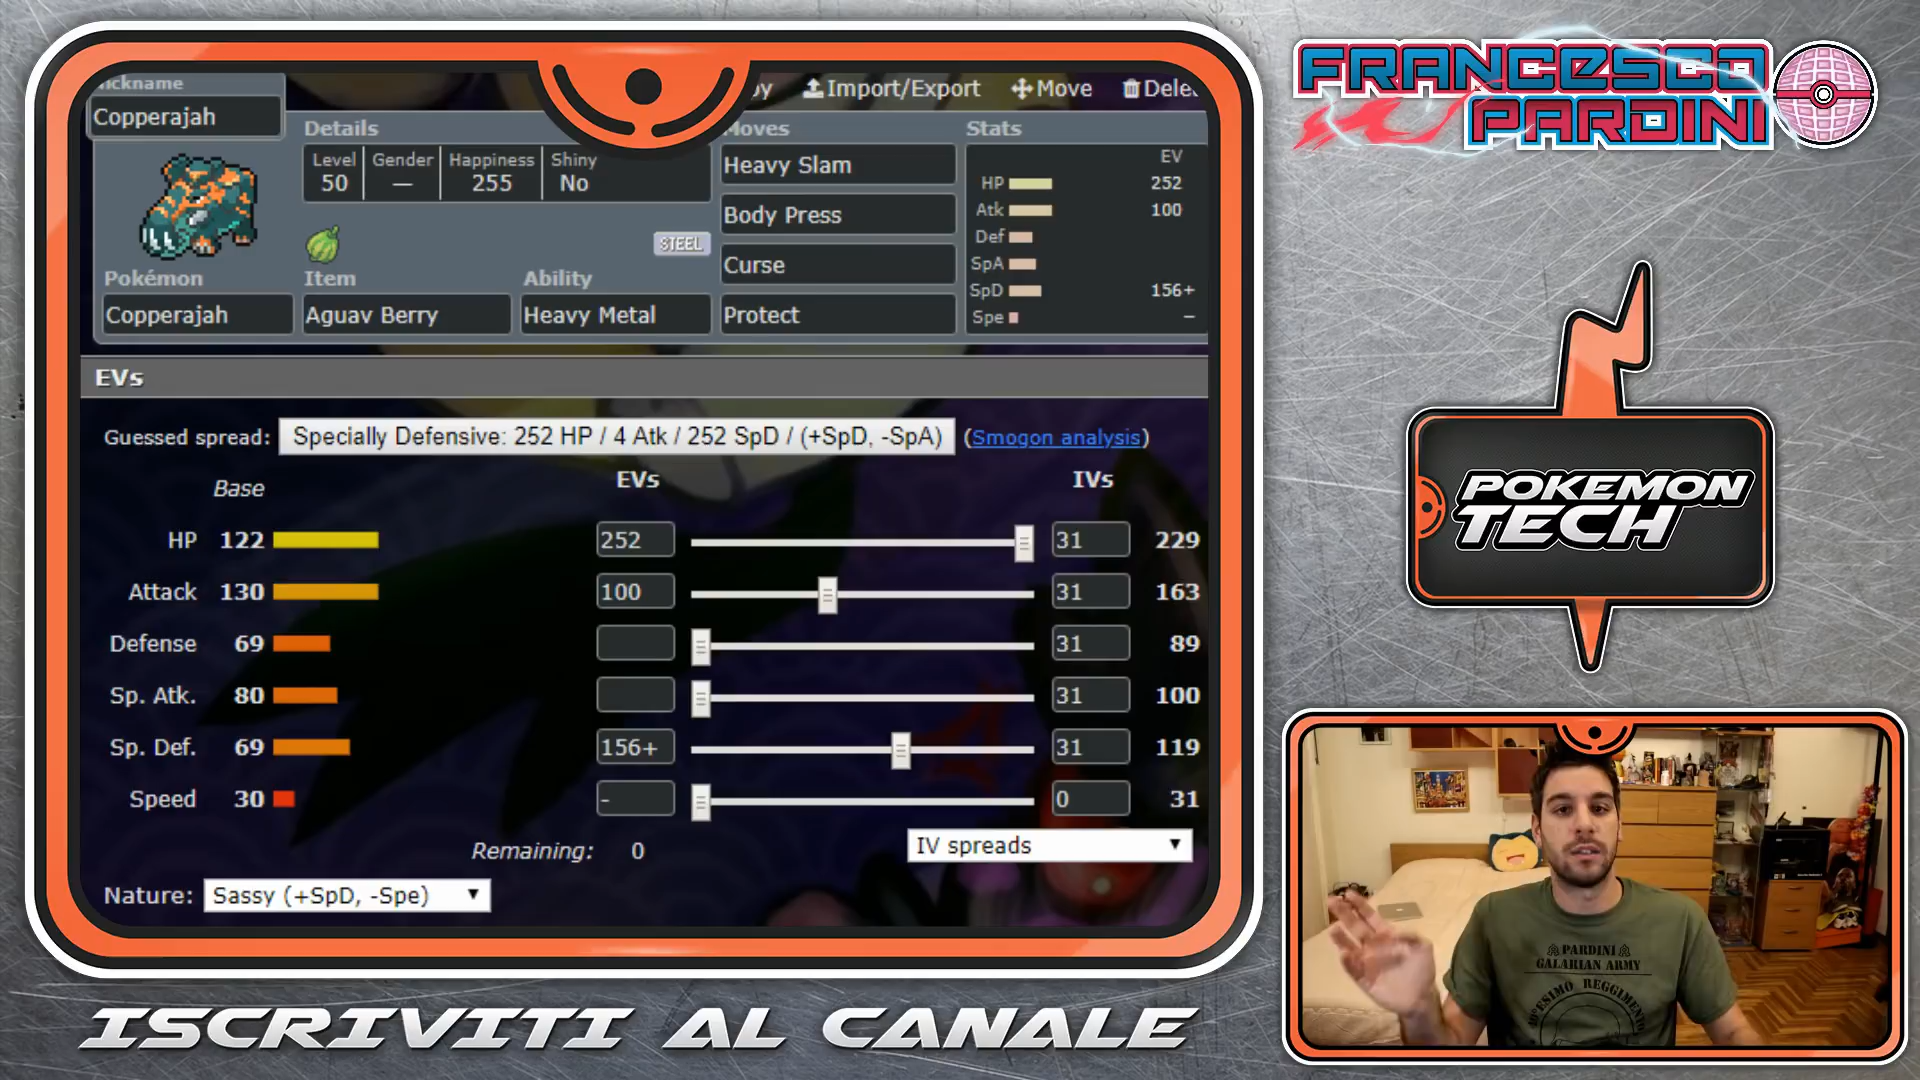 FRANCESCO
PARDINI
Copperajah
Import/Export
Move
Details
Moves
Stats
Level
Gender
Happiness
Shiny
50
—
255
No
Heavy Slam
Body Press
Curse
Protect
EV
HP 252
Atk 100
Def
SpA
SpD 156+
Spe –
STEEL
Pokémon
Item
Ability
Copperajah
Aguav Berry
Heavy Metal
EVs
Guessed spread: Specially Defensive: 252 HP / 4 Atk / 252 SpD / (+SpD, -SpA) (Smogon analysis)
Base EVs IVs
HP 122 252 31 229
Attack 130 100 31 163
Defense 69 31 89
Sp. Atk. 80 31 100
Sp. Def. 69 156+ 31 119
Speed 30 - 0 31
Remaining: 0
IV spreads
Nature: Sassy (+SpD, -Spe)
POKEMON
TECH
PARDINI
GALARIAN ARMY
REGGIMENTO
ISCRIVITI AL CANALE